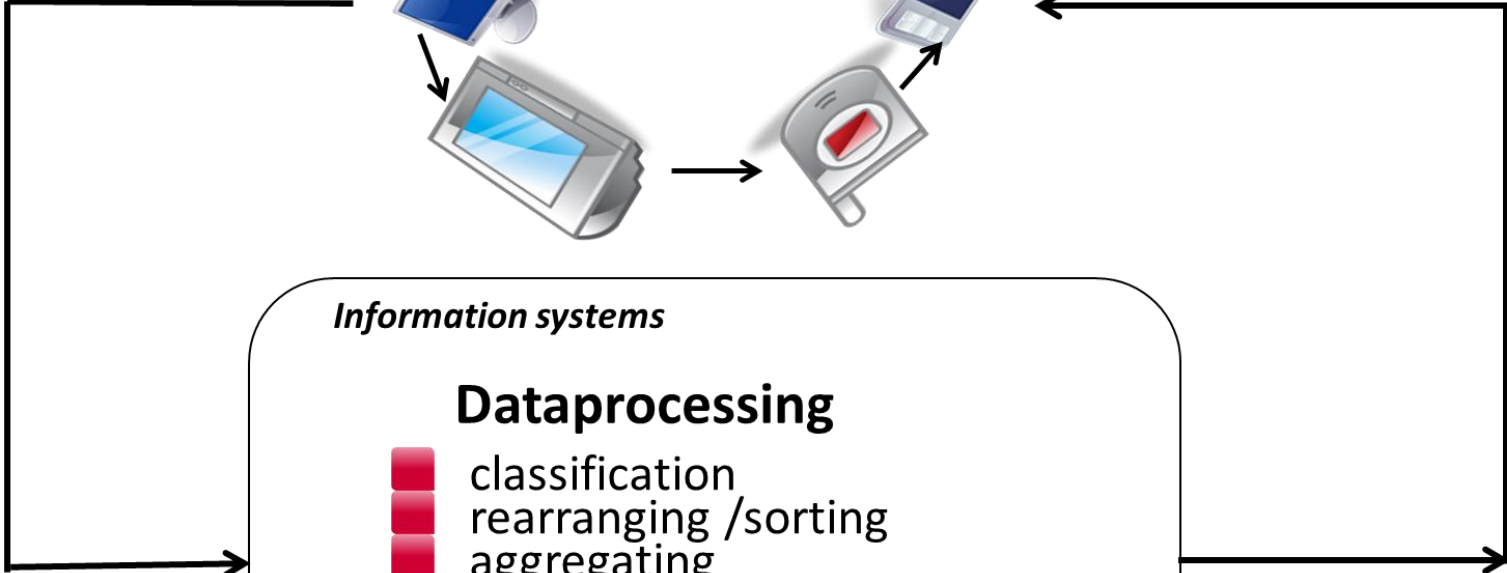 Information systems
Dataprocessing
classification
rearranging /sorting
aggregating